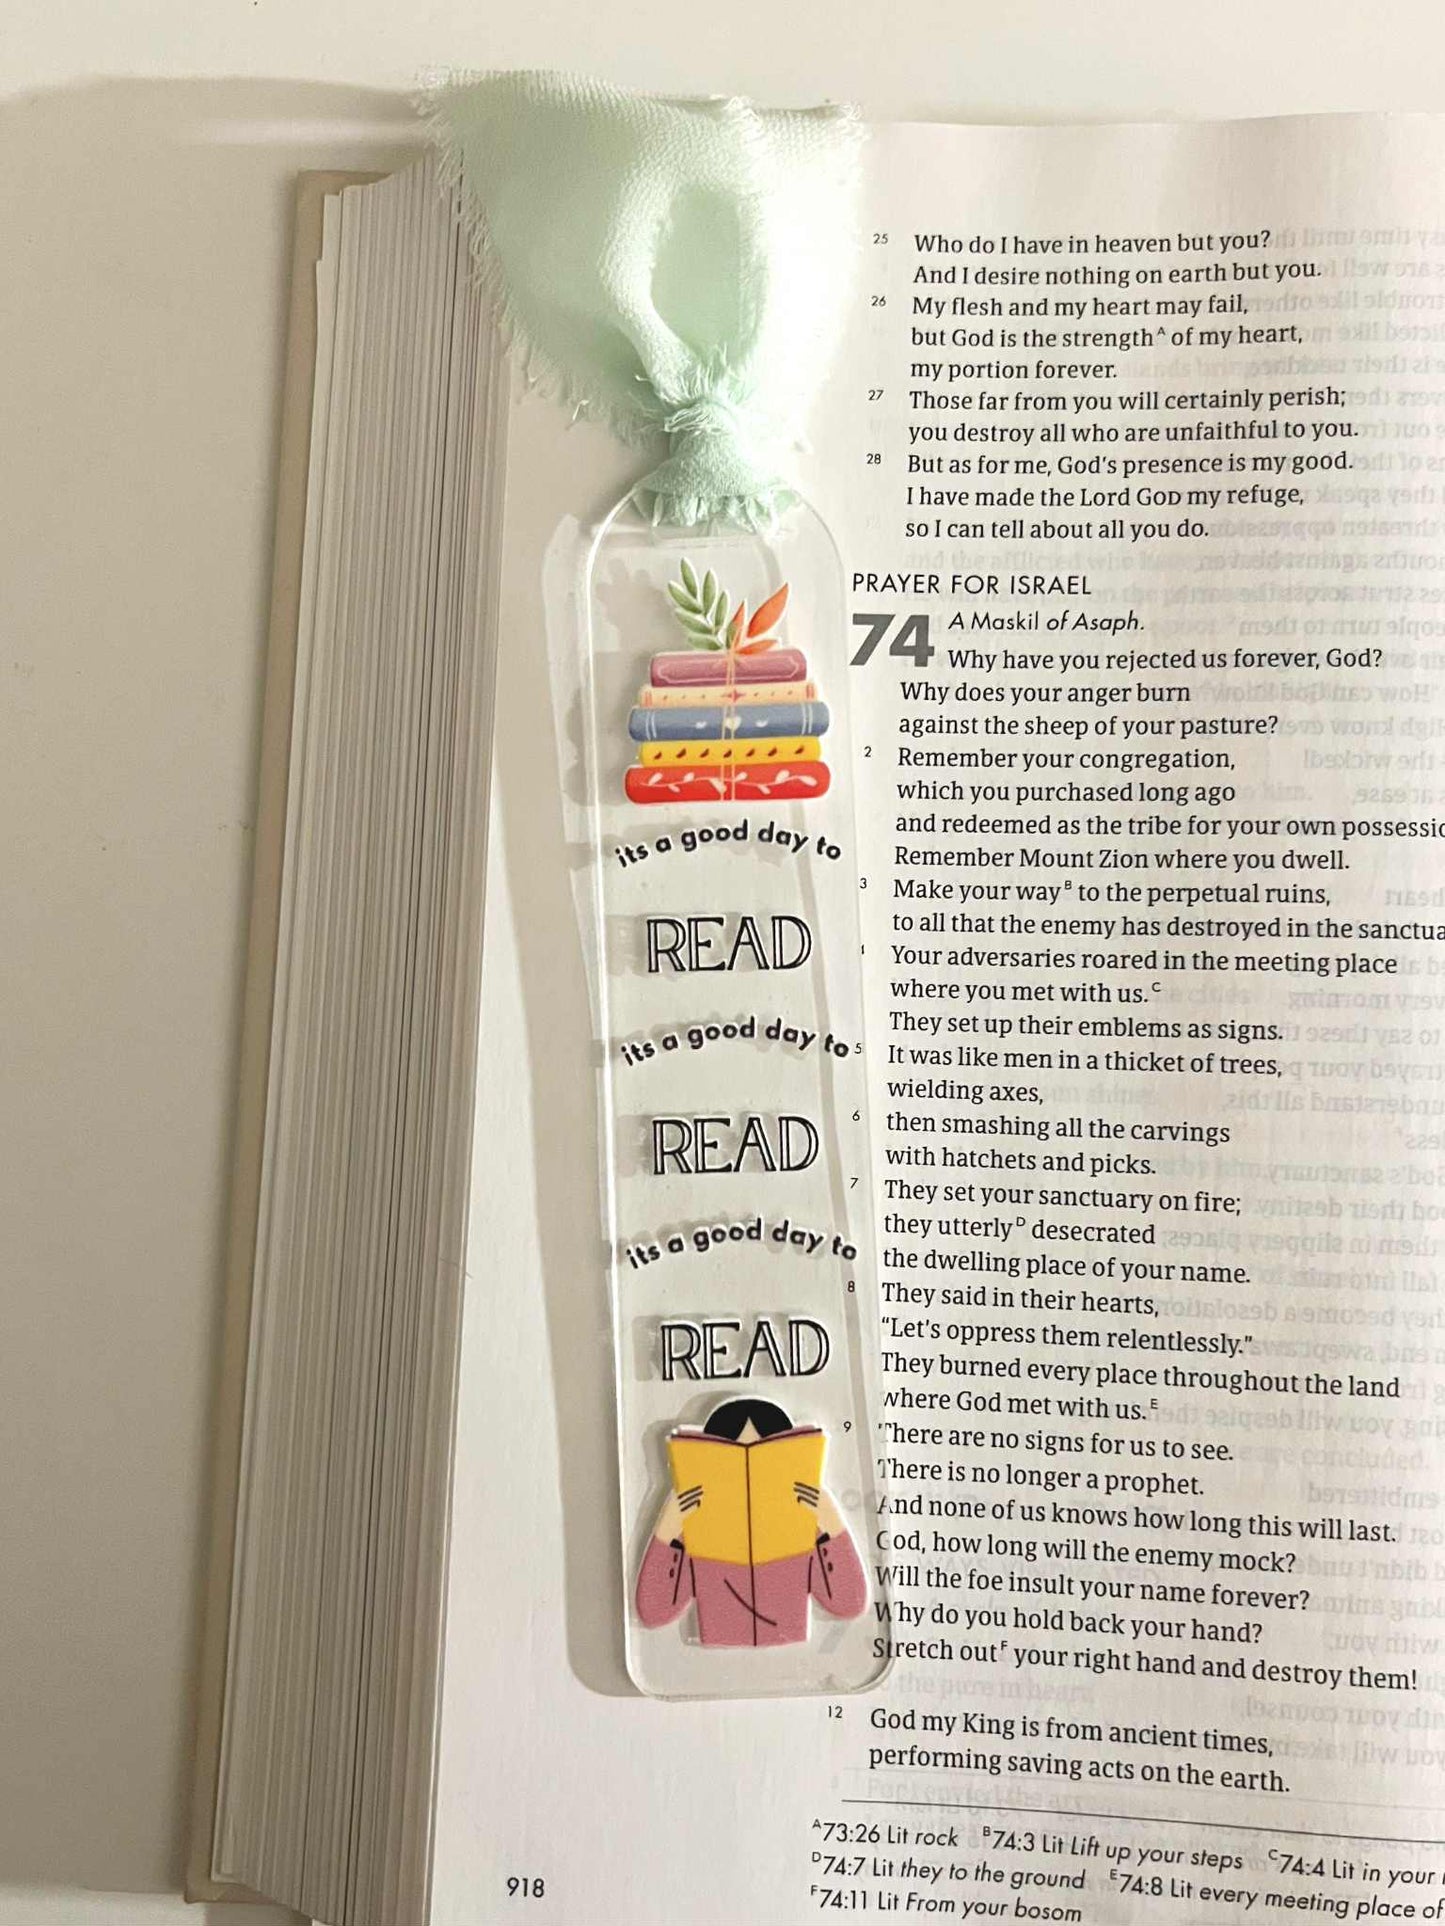 its a good day to
READ
its a good day to
READ
its a good day to
READ
25 Who do I have in heaven but you?
And I desire nothing on earth but you.
26 My flesh and my heart may fail,
but God is the strengthᴬ of my heart,
my portion forever.
27 Those far from you will certainly perish;
you destroy all who are unfaithful to you.
28 But as for me, God's presence is my good.
I have made the Lord GOD my refuge,
so I can tell about all you do.
PRAYER FOR ISRAEL
74 A Maskil of Asaph.
Why have you rejected us forever, God?
Why does your anger burn
against the sheep of your pasture?
2 Remember your congregation,
which you purchased long ago
and redeemed as the tribe for your own possessio
Remember Mount Zion where you dwell.
3 Make your wayᴮ to the perpetual ruins,
to all that the enemy has destroyed in the sanctua
Your adversaries roared in the meeting place
where you met with us.ᶜ
They set up their emblems as signs.
5 It was like men in a thicket of trees,
wielding axes,
6 then smashing all the carvings
with hatchets and picks.
7 They set your sanctuary on fire;
they utterlyᴰ desecrated
the dwelling place of your name.
8 They said in their hearts,
“Let's oppress them relentlessly.”
They burned every place throughout the land
where God met with us.ᴱ
9 There are no signs for us to see.
There is no longer a prophet.
And none of us knows how long this will last.
God, how long will the enemy mock?
Will the foe insult your name forever?
Why do you hold back your hand?
Stretch outꟳ your right hand and destroy them!
12 God my King is from ancient times,
performing saving acts on the earth.
ᴬ73:26 Lit rock ᴮ74:3 Lit Lift up your steps ᶜ74:4 Lit in your
ᴰ74:7 Lit they to the ground ᴱ74:8 Lit every meeting place of
ꟳ74:11 Lit From your bosom
918